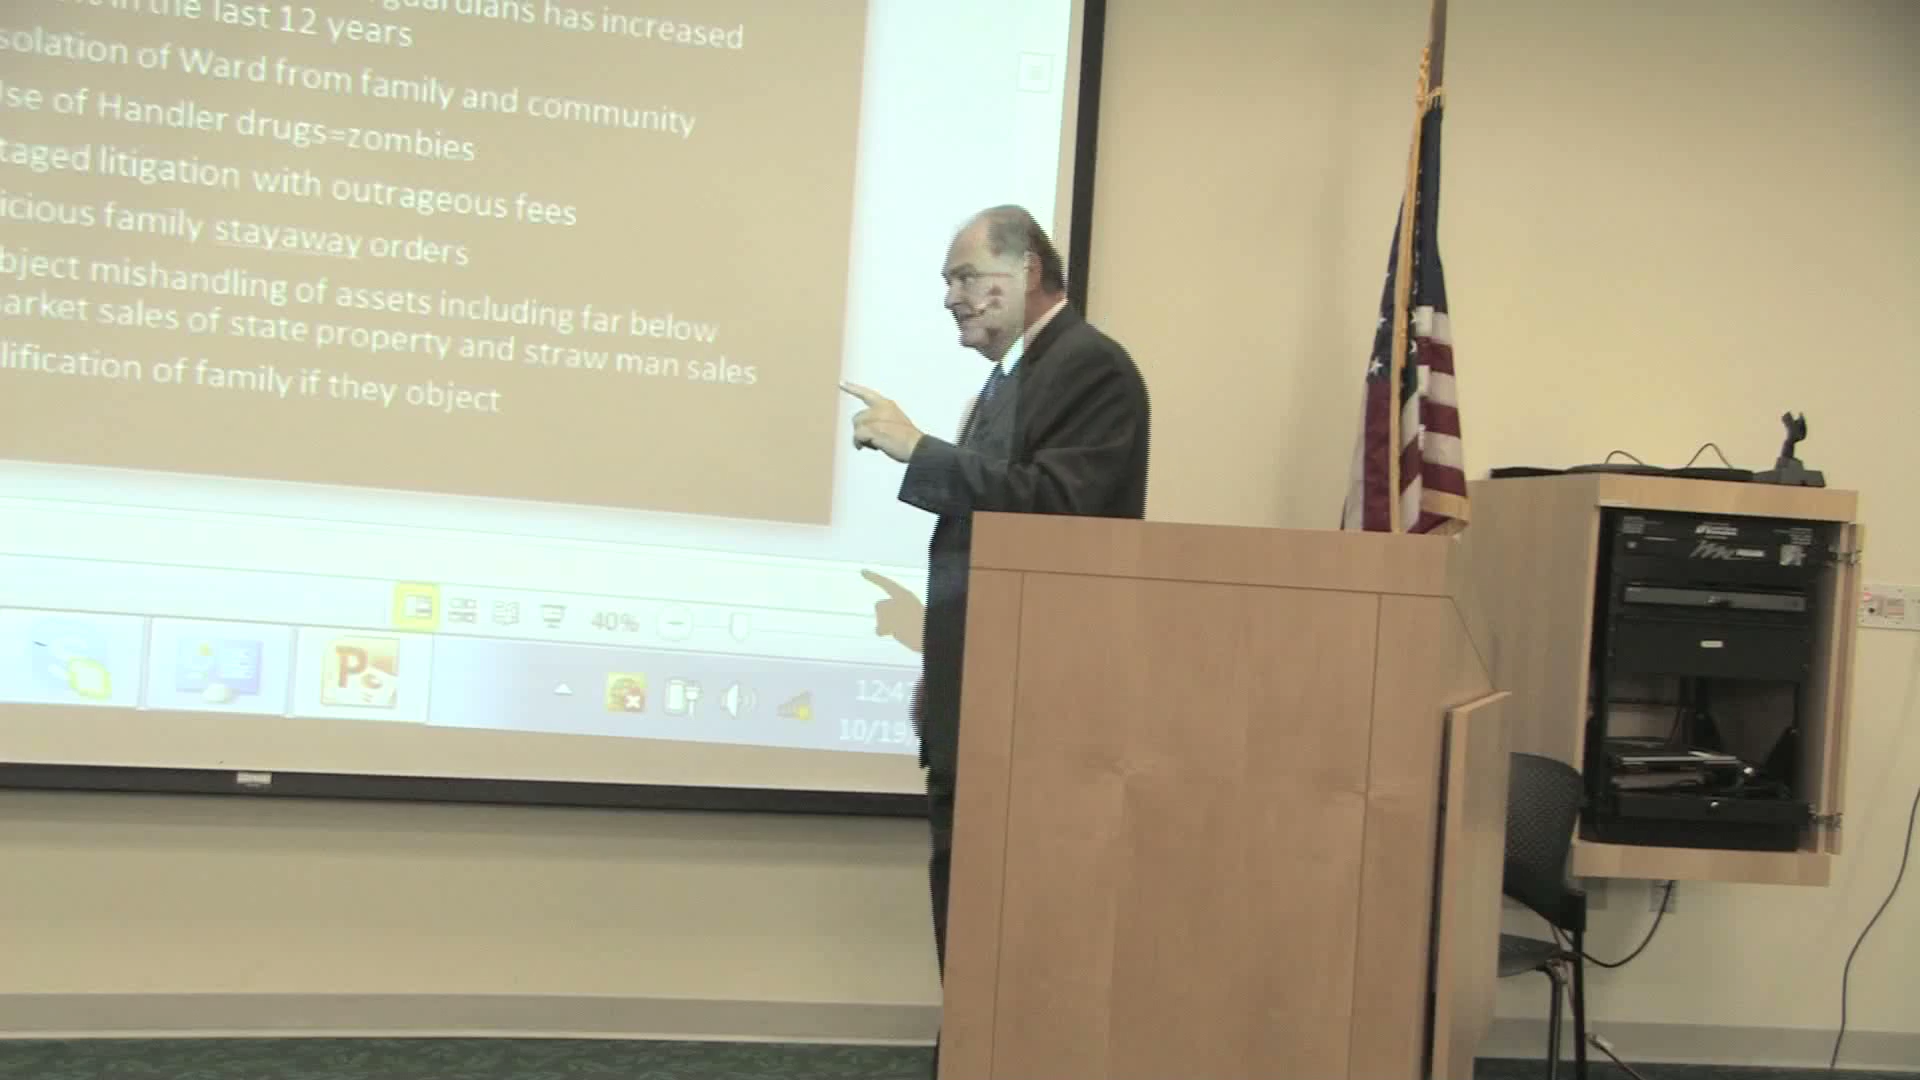 guardians has increased
in the last 12 years
solation of Ward from family and community
se of Handler drugs=zombies
taged litigation with outrageous fees
icious family stayaway orders
bject mishandling of assets including far below
arket sales of state property and straw man sales
lification of family if they object
40%
12:4
10/19/